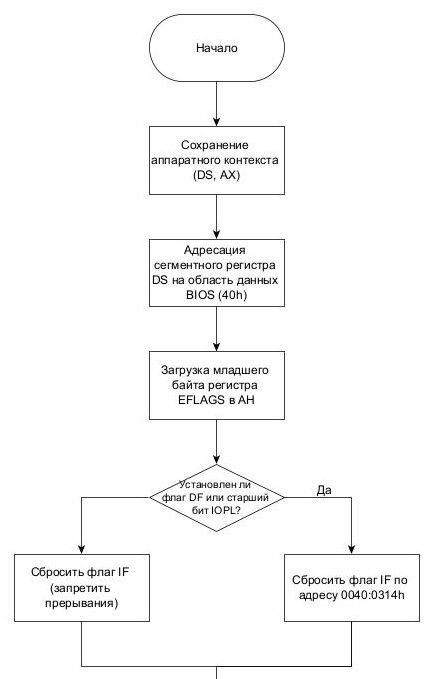 Начало
Сохранение
аппаратного контекста
(DS, AX)
Адресация
сегментного регистра
DS на область данных
BIOS (40h)
Загрузка младшего
байта регистра
EFLAGS в AH
Установлен ли
флаг DF или старший
бит IOPL?
Да
Сбросить флаг IF
(запретить
прерывания)
Сбросить флаг IF по
адресу 0040:0314h